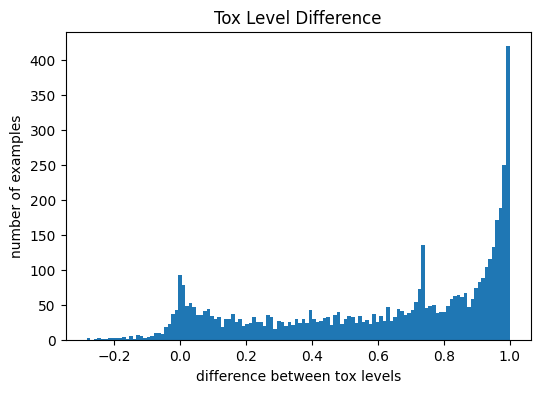 Tox Level Difference
number of examples
400
350
300
250
200
150
100
50
0
−0.2 0.0 0.2 0.4 0.6 0.8 1.0
difference between tox levels